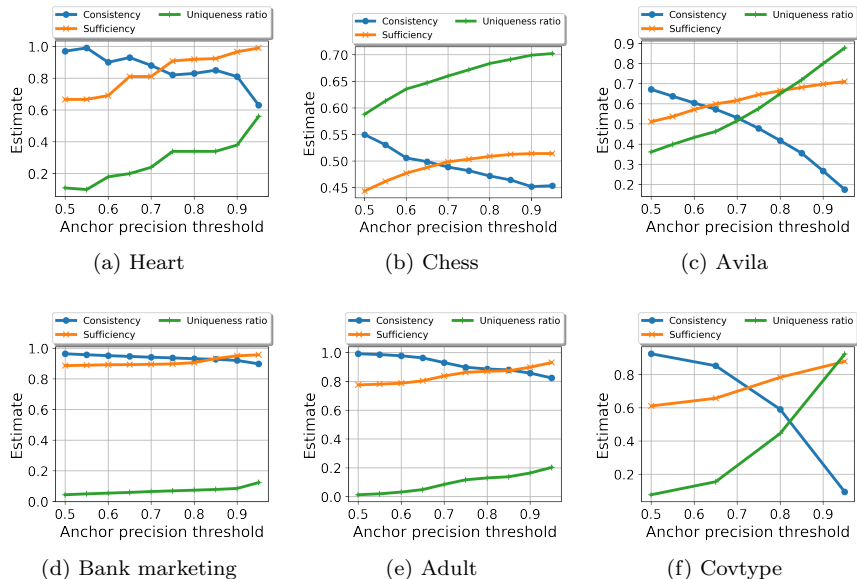 Consistency
Sufficiency
Uniqueness ratio
Estimate
1.0
0.8
0.6
0.4
0.2
0.5 0.6 0.7 0.8 0.9
Anchor precision threshold
(a) Heart
Consistency
Sufficiency
Uniqueness ratio
Estimate
0.70
0.65
0.60
0.55
0.50
0.45
0.5 0.6 0.7 0.8 0.9
Anchor precision threshold
(b) Chess
Consistency
Sufficiency
Uniqueness ratio
Estimate
0.9
0.8
0.7
0.6
0.5
0.4
0.3
0.2
0.5 0.6 0.7 0.8 0.9
Anchor precision threshold
(c) Avila
Consistency
Sufficiency
Uniqueness ratio
Estimate
1.0
0.8
0.6
0.4
0.2
0.0
0.5 0.6 0.7 0.8 0.9
Anchor precision threshold
(d) Bank marketing
Consistency
Sufficiency
Uniqueness ratio
Estimate
1.0
0.8
0.6
0.4
0.2
0.0
0.5 0.6 0.7 0.8 0.9
Anchor precision threshold
(e) Adult
Consistency
Sufficiency
Uniqueness ratio
Estimate
0.8
0.6
0.4
0.2
0.5 0.6 0.7 0.8 0.9
Anchor precision threshold
(f) Covtype